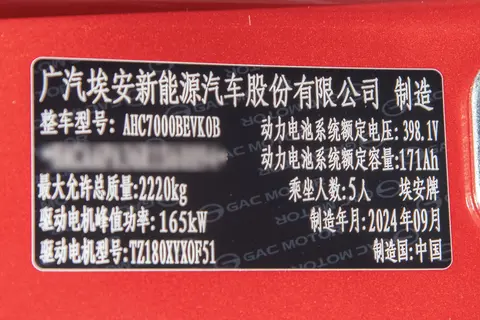 广汽埃安新能源汽车股份有限公司 制造
整车型号: AHC7000BEVK0B 动力电池系统额定电压: 398.1V
动力电池系统额定容量: 171Ah
最大允许总质量: 2220kg 乘坐人数: 5人 埃安牌
驱动电机峰值功率: 165kW 制造年月: 2024年09月
驱动电机型号: TZ180XYX0F51 制造国: 中国